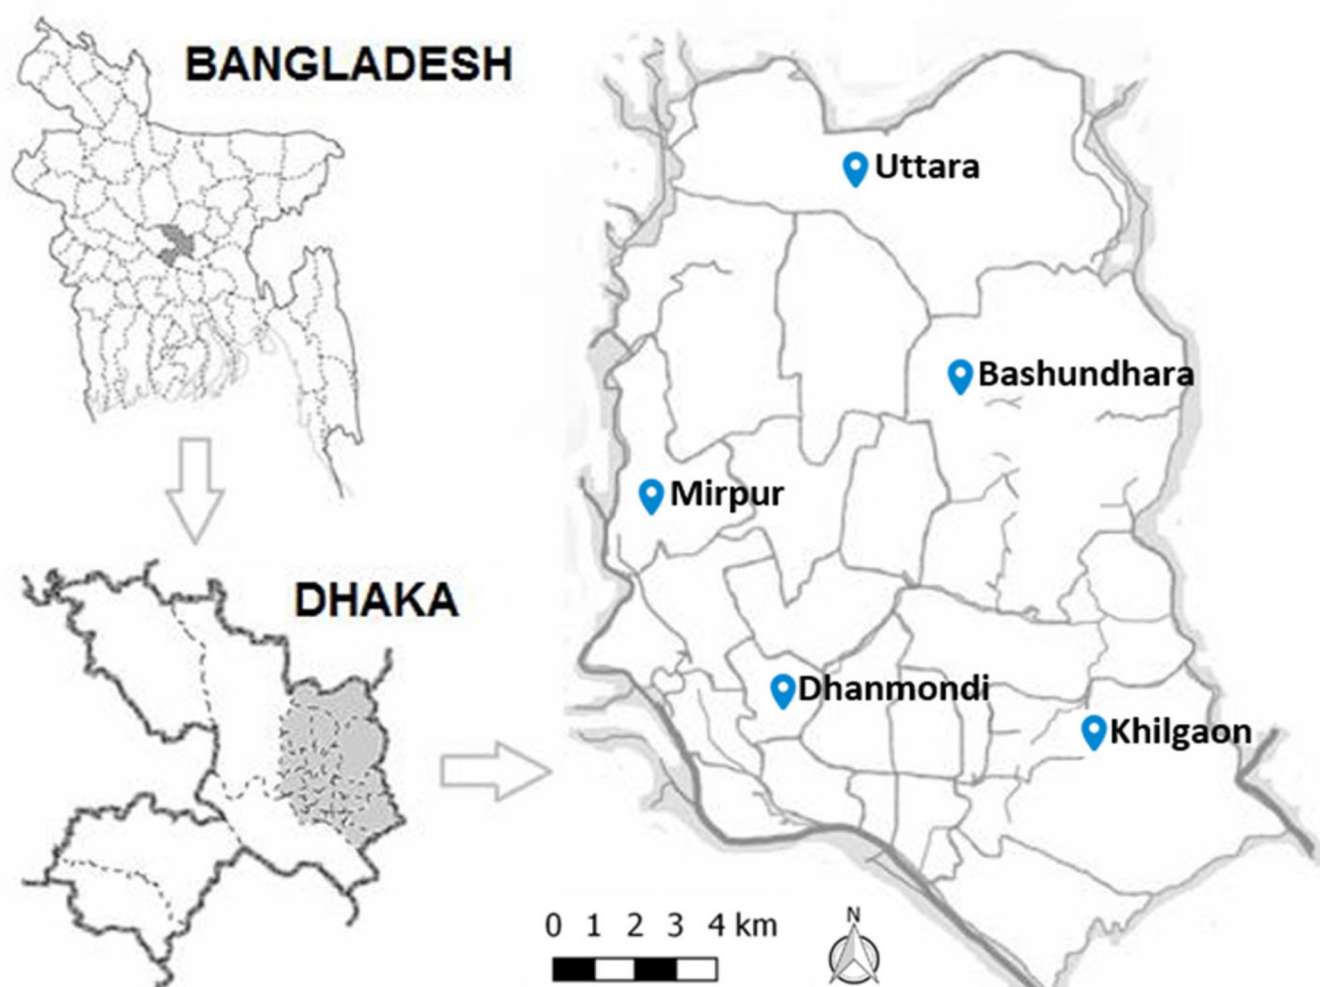 BANGLADESH
Uttara
Bashundhara
Mirpur
DHAKA
Dhanmondi
Khilgaon
0 1 2 3 4 km
N